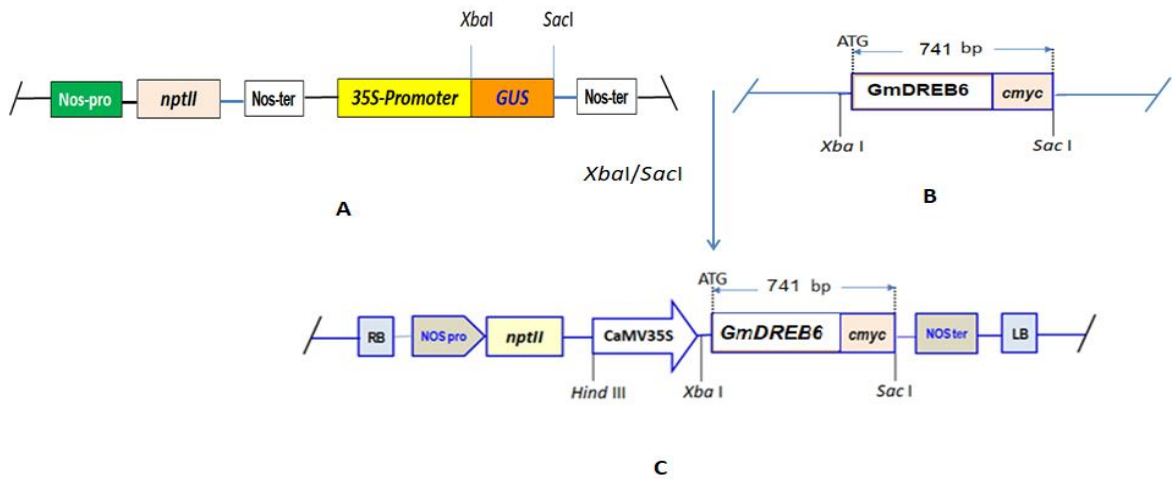 XbaI SacI
Nos-pro nptII Nos-ter 35S-Promoter GUS Nos-ter
A
XbaI/SacI
ATG 741 bp
GmDREB6 cmyc
Xba I Sac I
B
ATG 741 bp
RB NOS pro nptII CaMV35S GmDREB6 cmyc NOS ter LB
Hind III Xba I Sac I
C